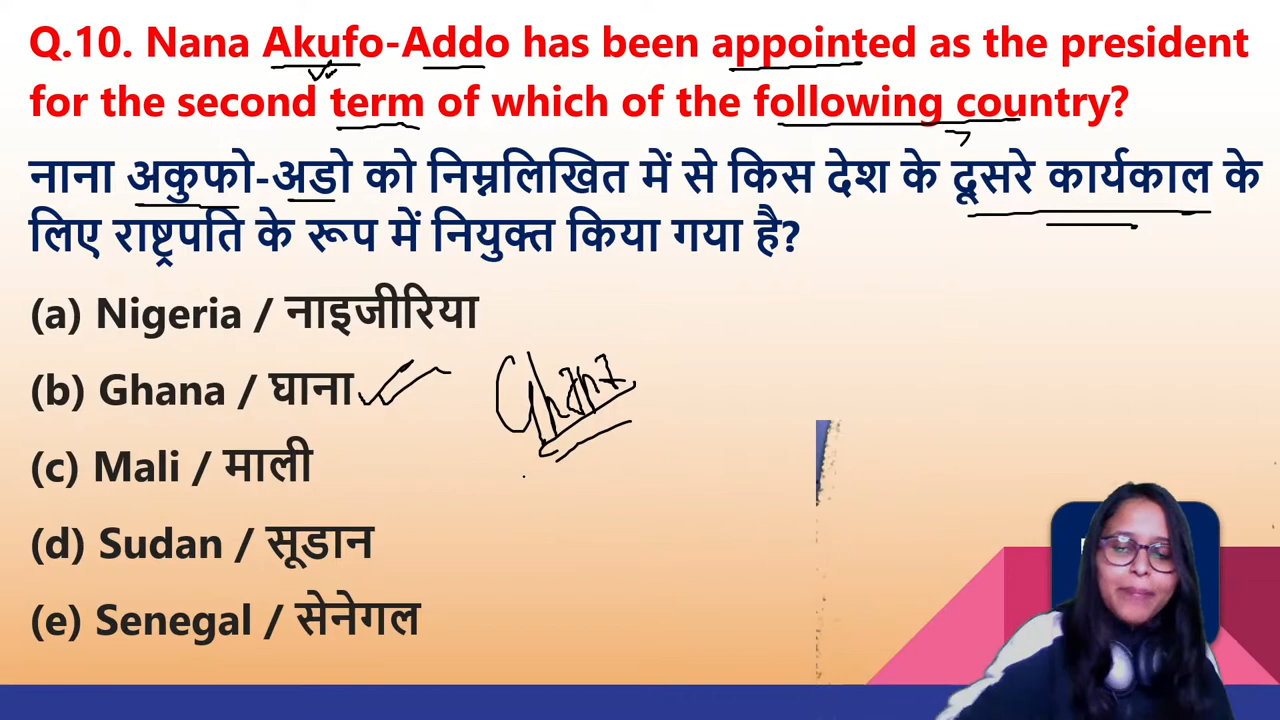 Q.10. Nana Akufo-Addo has been appointed as the president
for the second term of which of the following country?
नाना अकुफो-अडो को निम्नलिखित में से किस देश के दूसरे कार्यकाल के
लिए राष्ट्रपति के रूप में नियुक्त किया गया है?
(a) Nigeria / नाइजीरिया
(b) Ghana / घाना
Ghana
(c) Mali / माली
(d) Sudan / सूडान
(e) Senegal / सेनेगल